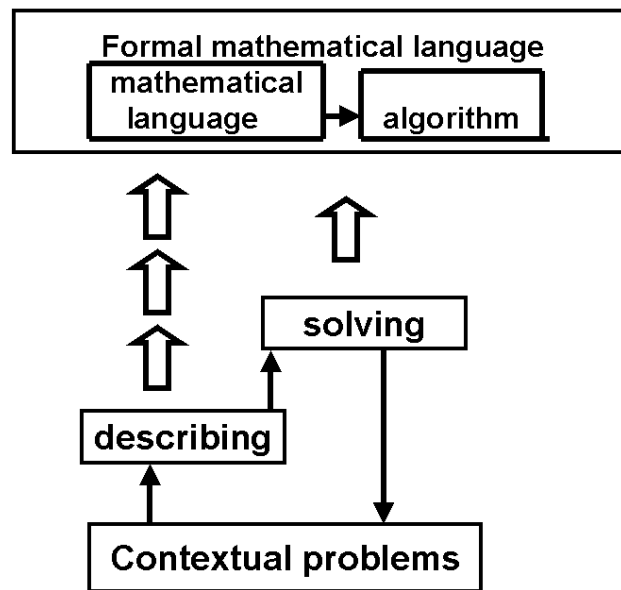 Formal mathematical language
mathematical
language
algorithm
solving
describing
Contextual problems